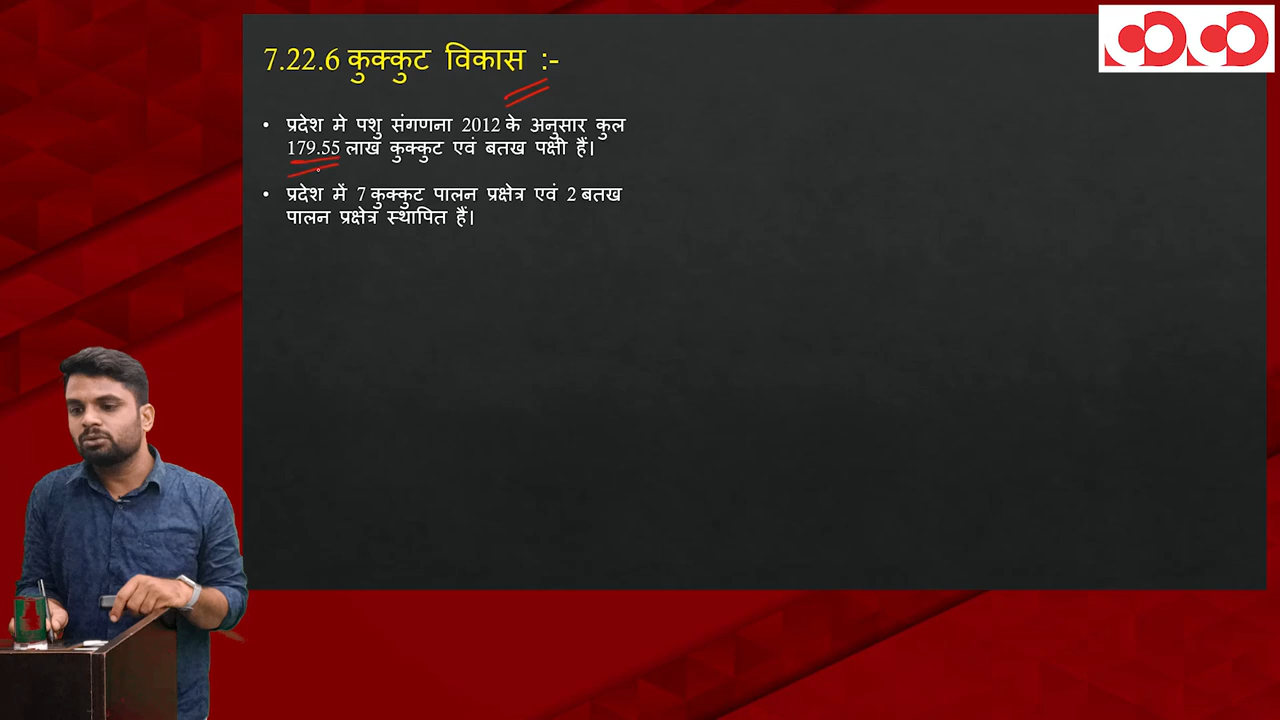 7.22.6 कुक्कुट विकास :-
• प्रदेश मे पशु संगणना 2012 के अनुसार कुल
179.55 लाख कुक्कुट एवं बतख पक्षी हैं।
• प्रदेश में 7 कुक्कुट पालन प्रक्षेत्र एवं 2 बतख
पालन प्रक्षेत्र स्थापित हैं।